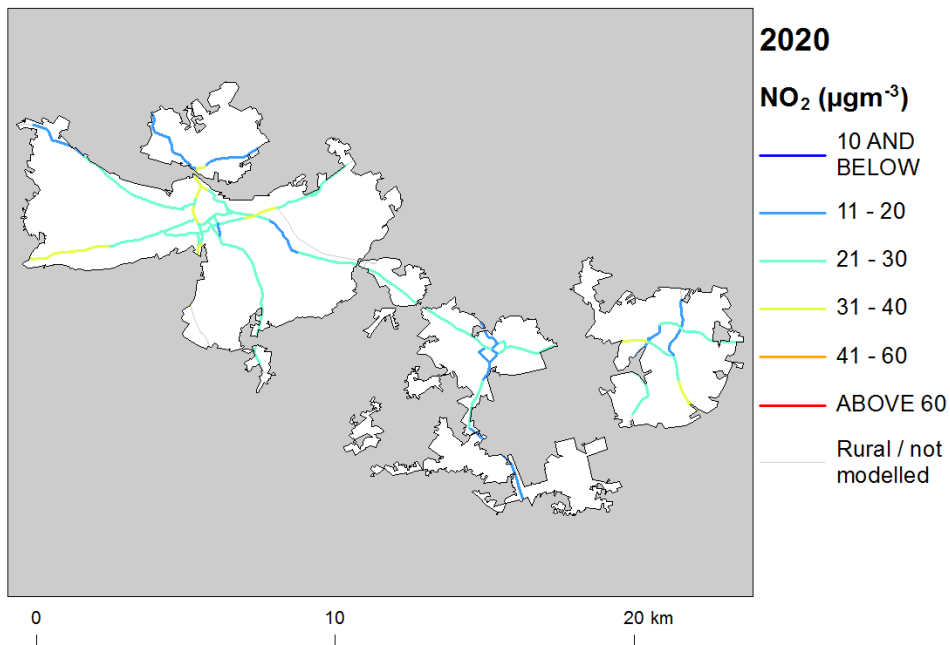 2020
NO₂ (µgm⁻³)
10 AND
BELOW
11 - 20
21 - 30
31 - 40
41 - 60
ABOVE 60
Rural / not
modelled
0 10 20 km